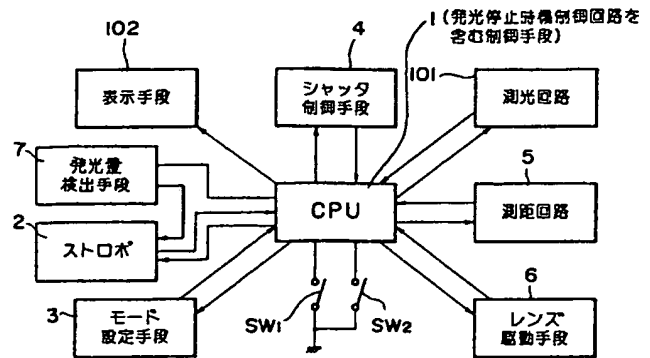 102
4
1 (発光停止時機制御回路を
含む制御手段)
101
表示手段
シャッタ
制御手段
測光回路
7
発光量
検出手段
5
CPU
測距回路
2
ストロボ
6
3
モード
設定手段
SW1
SW2
レンズ
駆動手段